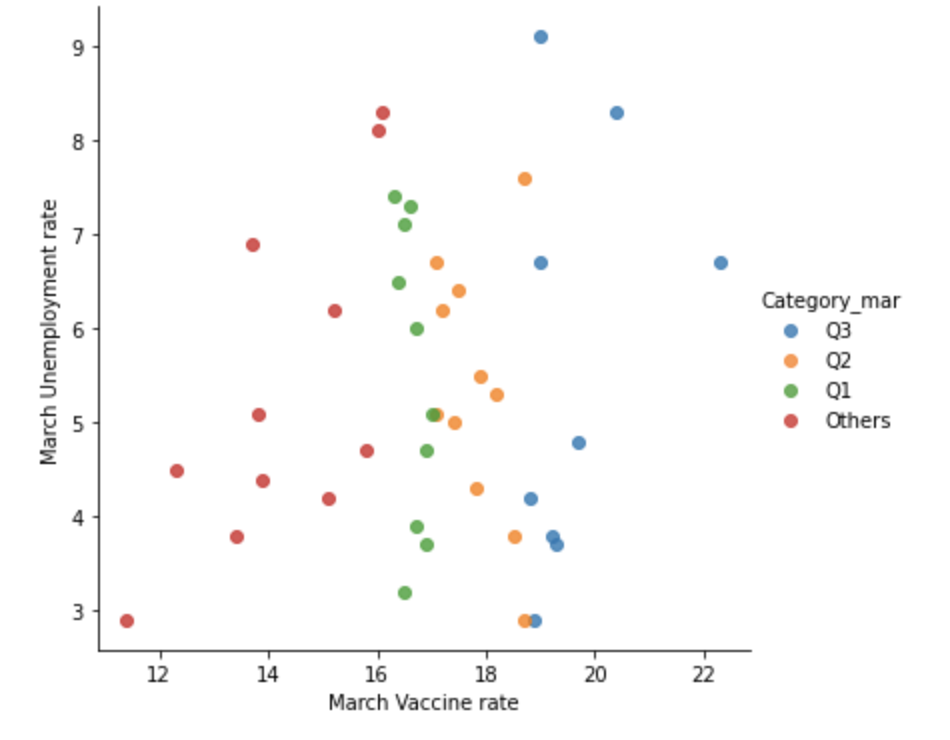 9
8
7
6
5
4
3
March Unemployment rate
12 14 16 18 20 22
March Vaccine rate
Category_mar
Q3
Q2
Q1
Others